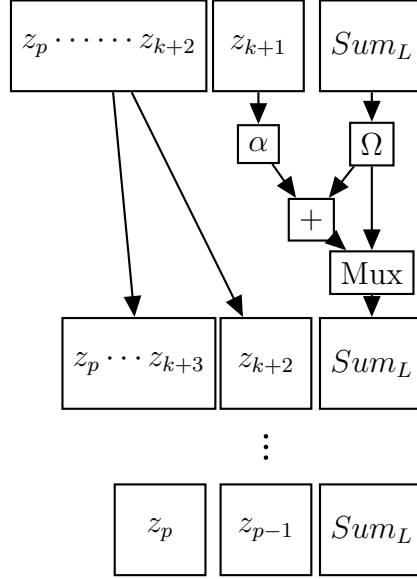 z_p ⋯⋯ z_{k+2} z_{k+1} Sum_L
α Ω
+
Mux
z_p ⋯ z_{k+3} z_{k+2} Sum_L
⋮
z_p z_{p−1} Sum_L